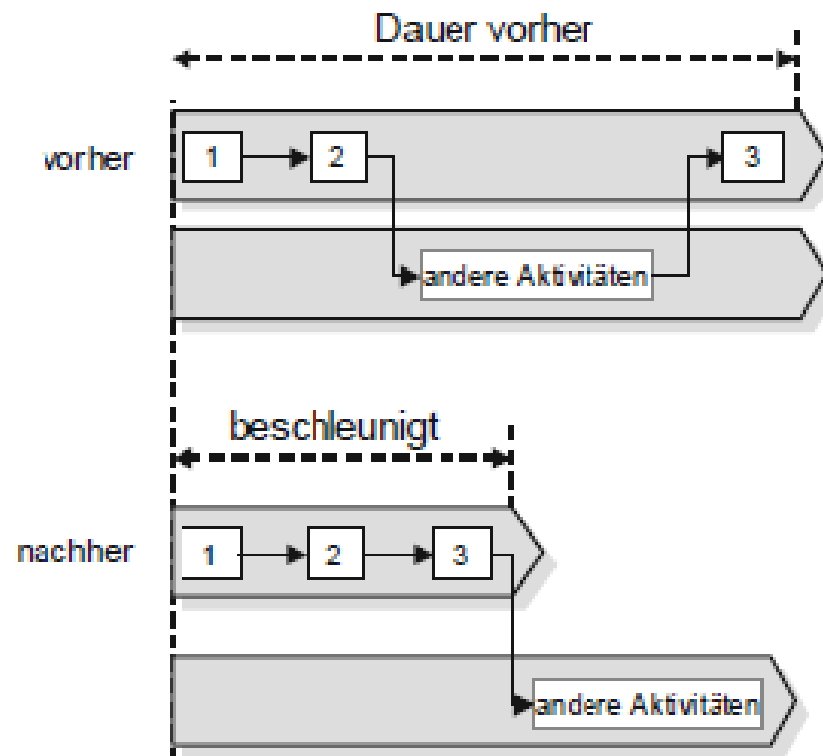 Dauer vorher
vorher
1
2
3
andere Aktivitäten
beschleunigt
nachher
1
2
3
andere Aktivitäten